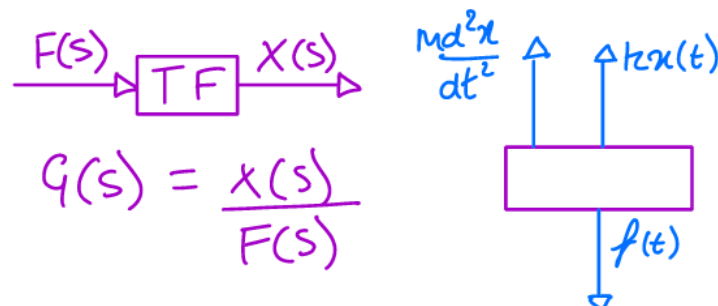 F(s) TF X(s)
G(s) = X(s)
F(s)
Md²x
dt²
kx(t)
f(t)